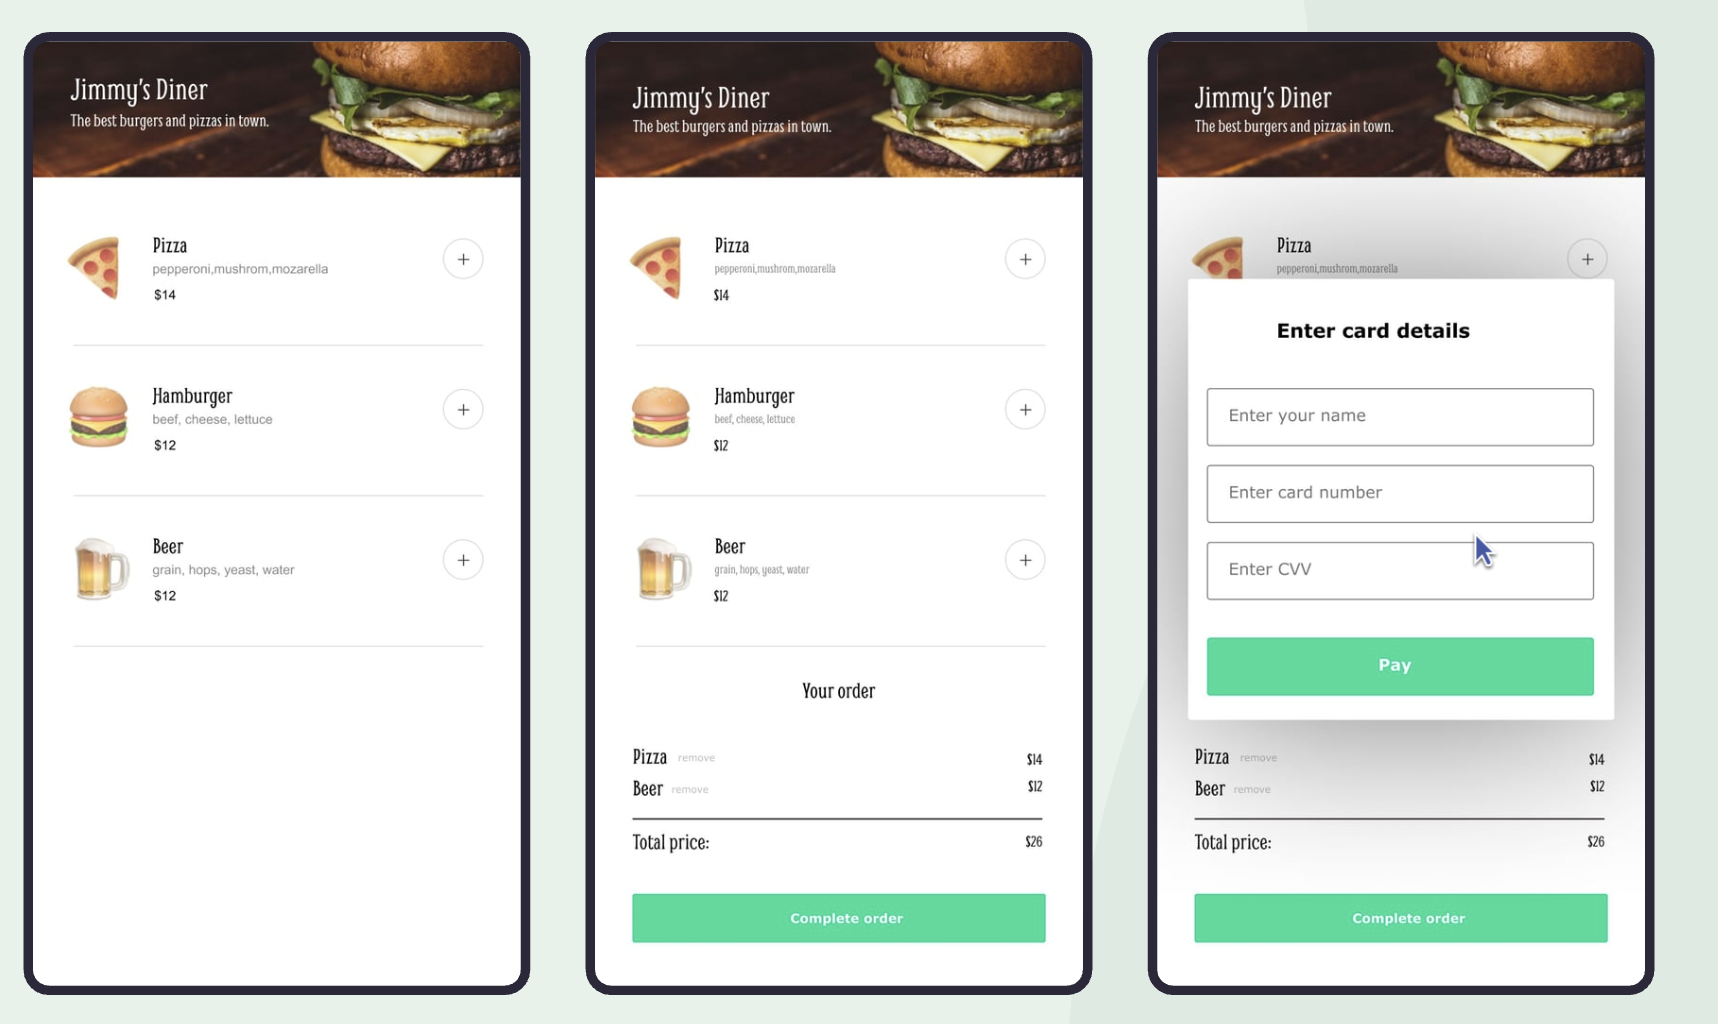 Jimmy's Diner
The best burgers and pizzas in town.
Pizza
pepperoni,mushrom,mozarella
$14
+
Hamburger
beef, cheese, lettuce
$12
+
Beer
grain, hops, yeast, water
$12
+
Jimmy's Diner
The best burgers and pizzas in town.
Pizza
pepperoni,mushrom,mozarella
$14
+
Hamburger
beef, cheese, lettuce
$12
+
Beer
grain, hops, yeast, water
$12
+
Your order
Pizza remove $14
Beer remove $12
Total price: $26
Complete order
Jimmy's Diner
The best burgers and pizzas in town.
Pizza
pepperoni,mushrom,mozarella
+
Enter card details
Enter your name
Enter card number
Enter CVV
Pay
Pizza remove $14
Beer remove $12
Total price: $26
Complete order